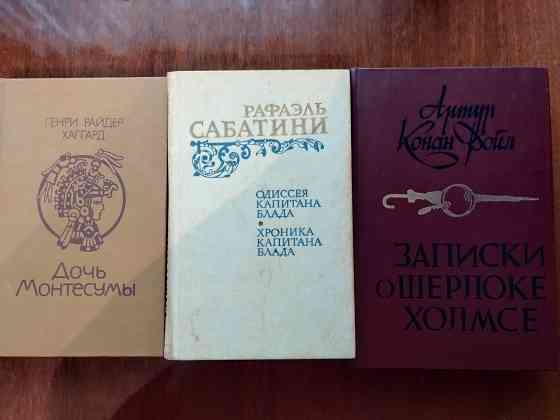 ГЕНРИ РАЙДЕР
ХАГГАРД
Дочь
Монтесумы
РАФАЭЛЬ
САБАТИНИ
ОДИССЕЯ
КАПИТАНА
БЛАДА
ХРОНИКА
КАПИТАНА
БЛАДА
Артур
Конан Дойл
ЗАПИСКИ
О ШЕРЛОКЕ
ХОЛМСЕ